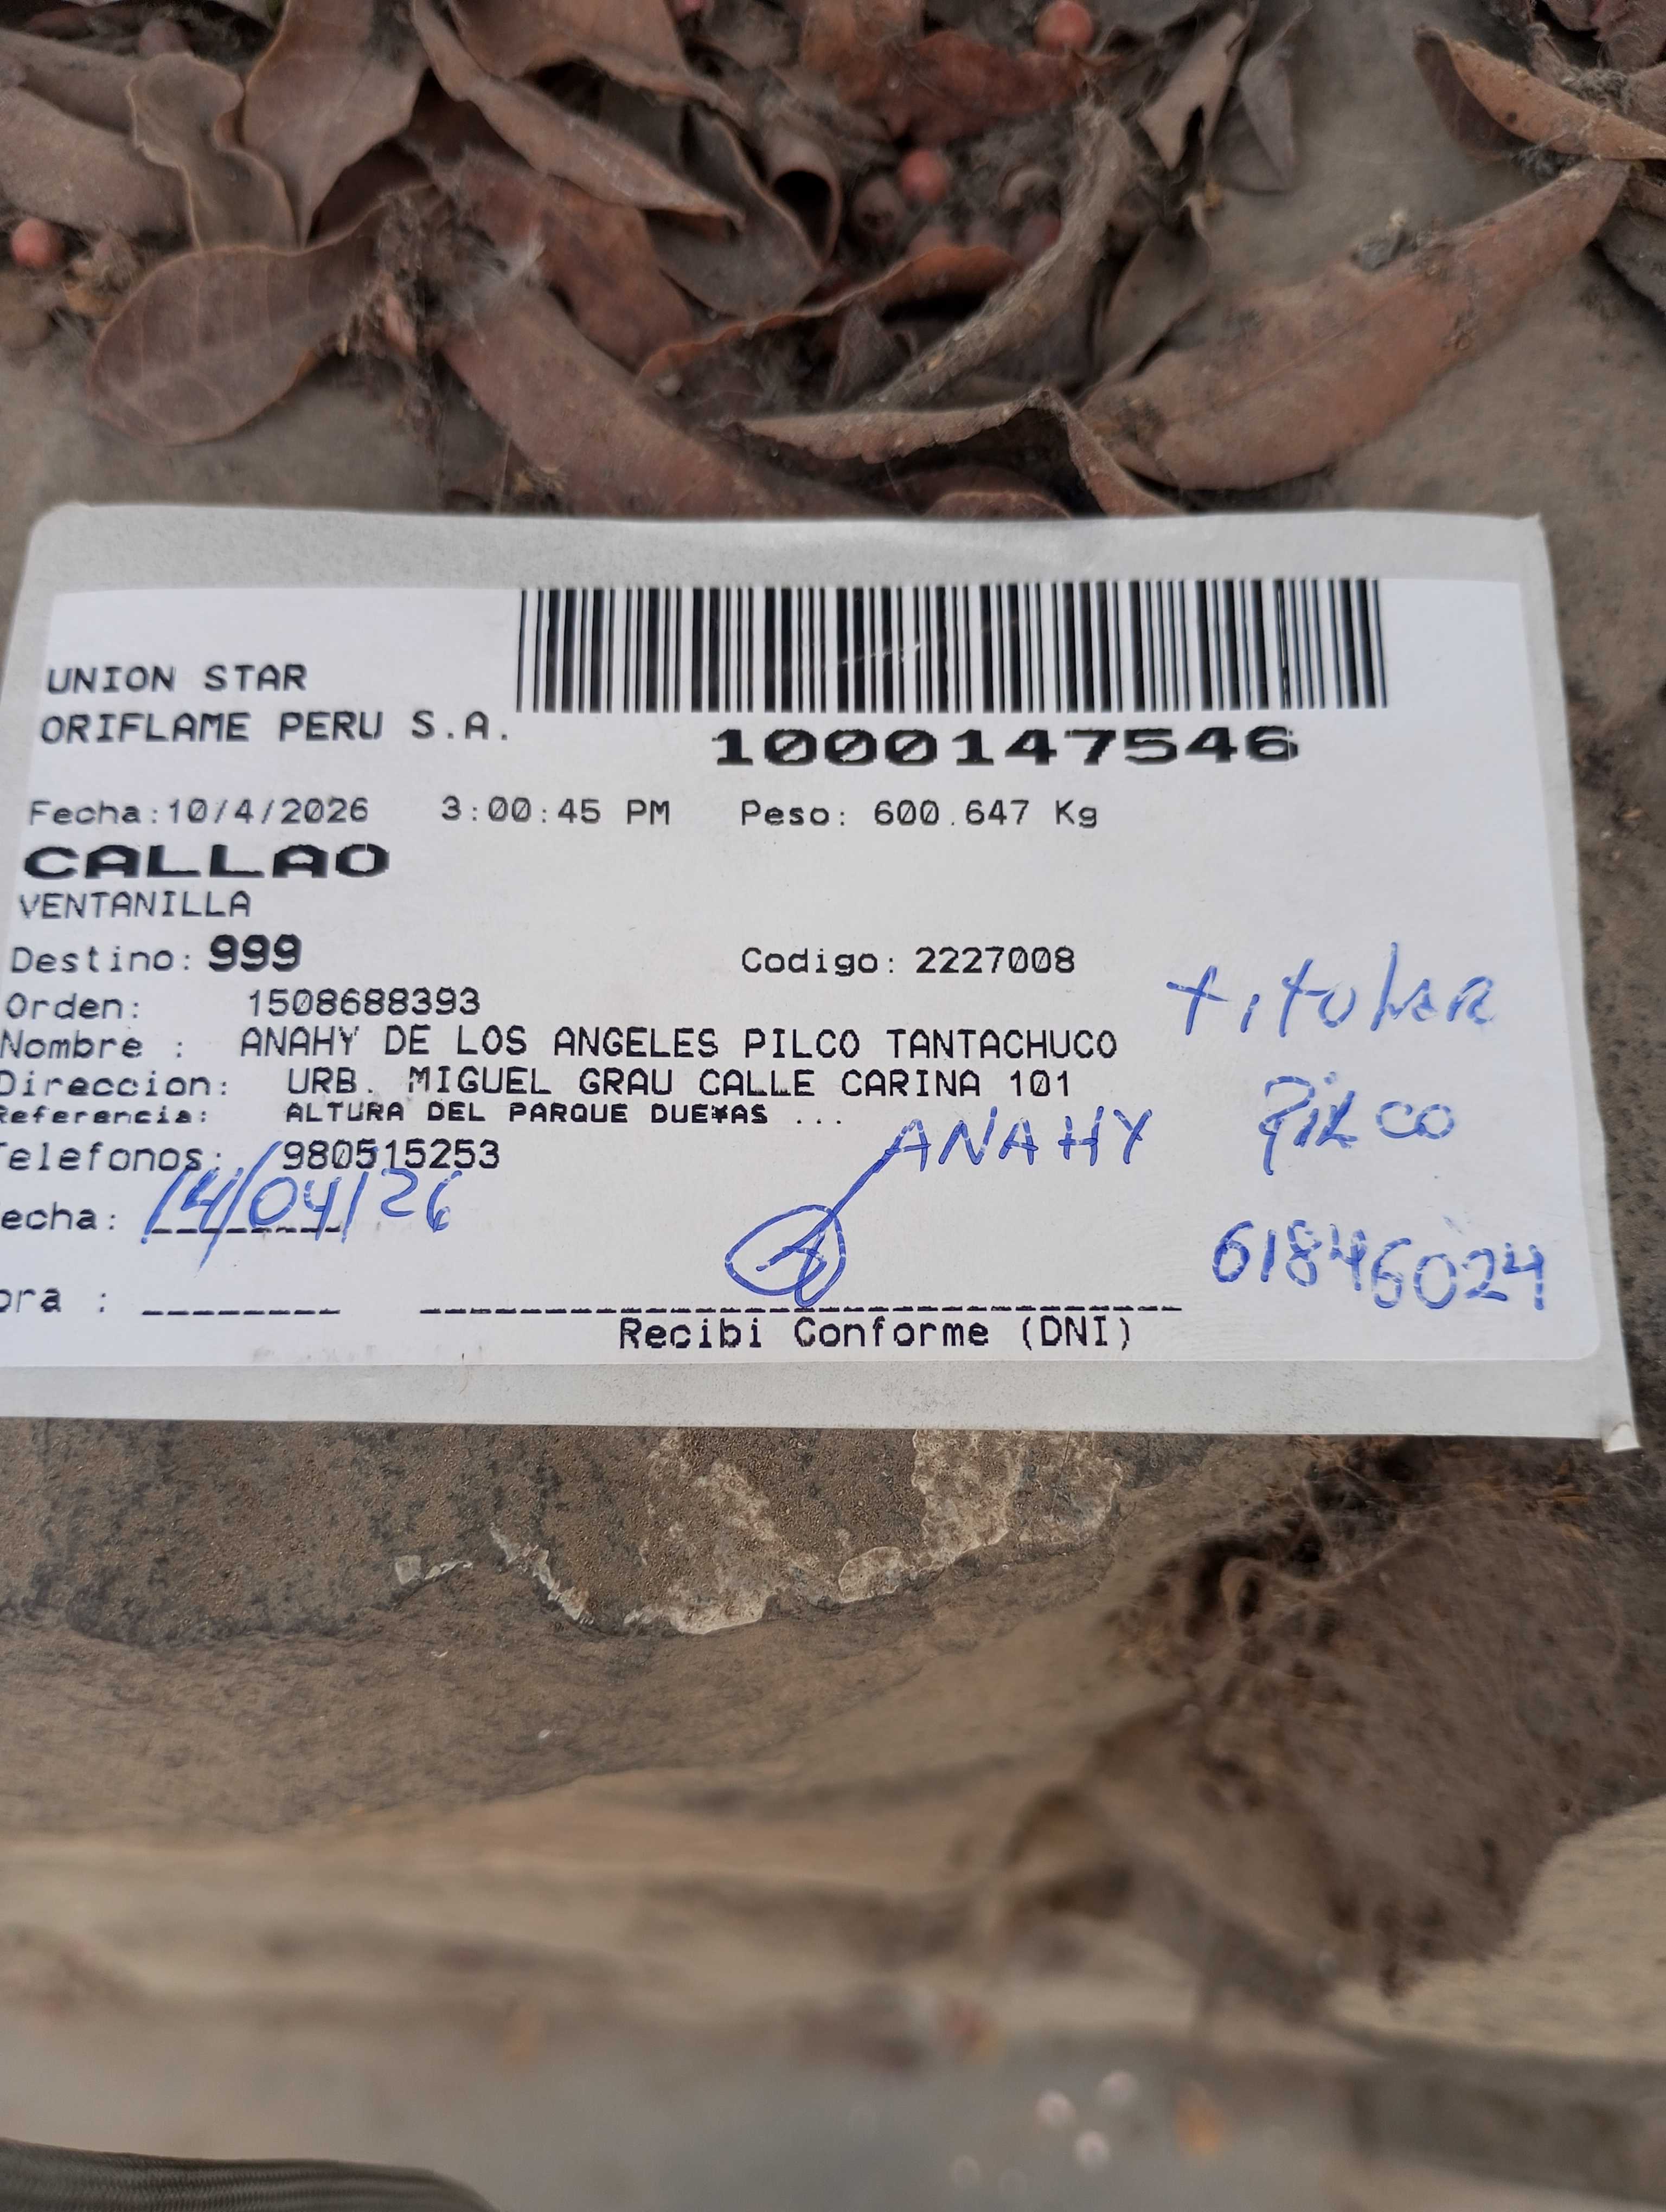 UNION STAR
ORIFLAME PERU S.A.
1000147546
Fecha:10/4/2026 3:00:45 PM Peso: 600.647 Kg
CALLAO
VENTANILLA
Destino: 999 Codigo: 2227008
titular
Orden: 1508688393
Nombre : ANAHY DE LOS ANGELES PILCO TANTACHUCO
Direccion: URB. MIGUEL GRAU CALLE CARINA 101
Referencia: ALTURA DEL PARQUE DUE¥AS ...
ANAHY PILCO
Telefonos: 980515253
echa: 14/04/26
61846024
ora :
Recibi Conforme (DNI)